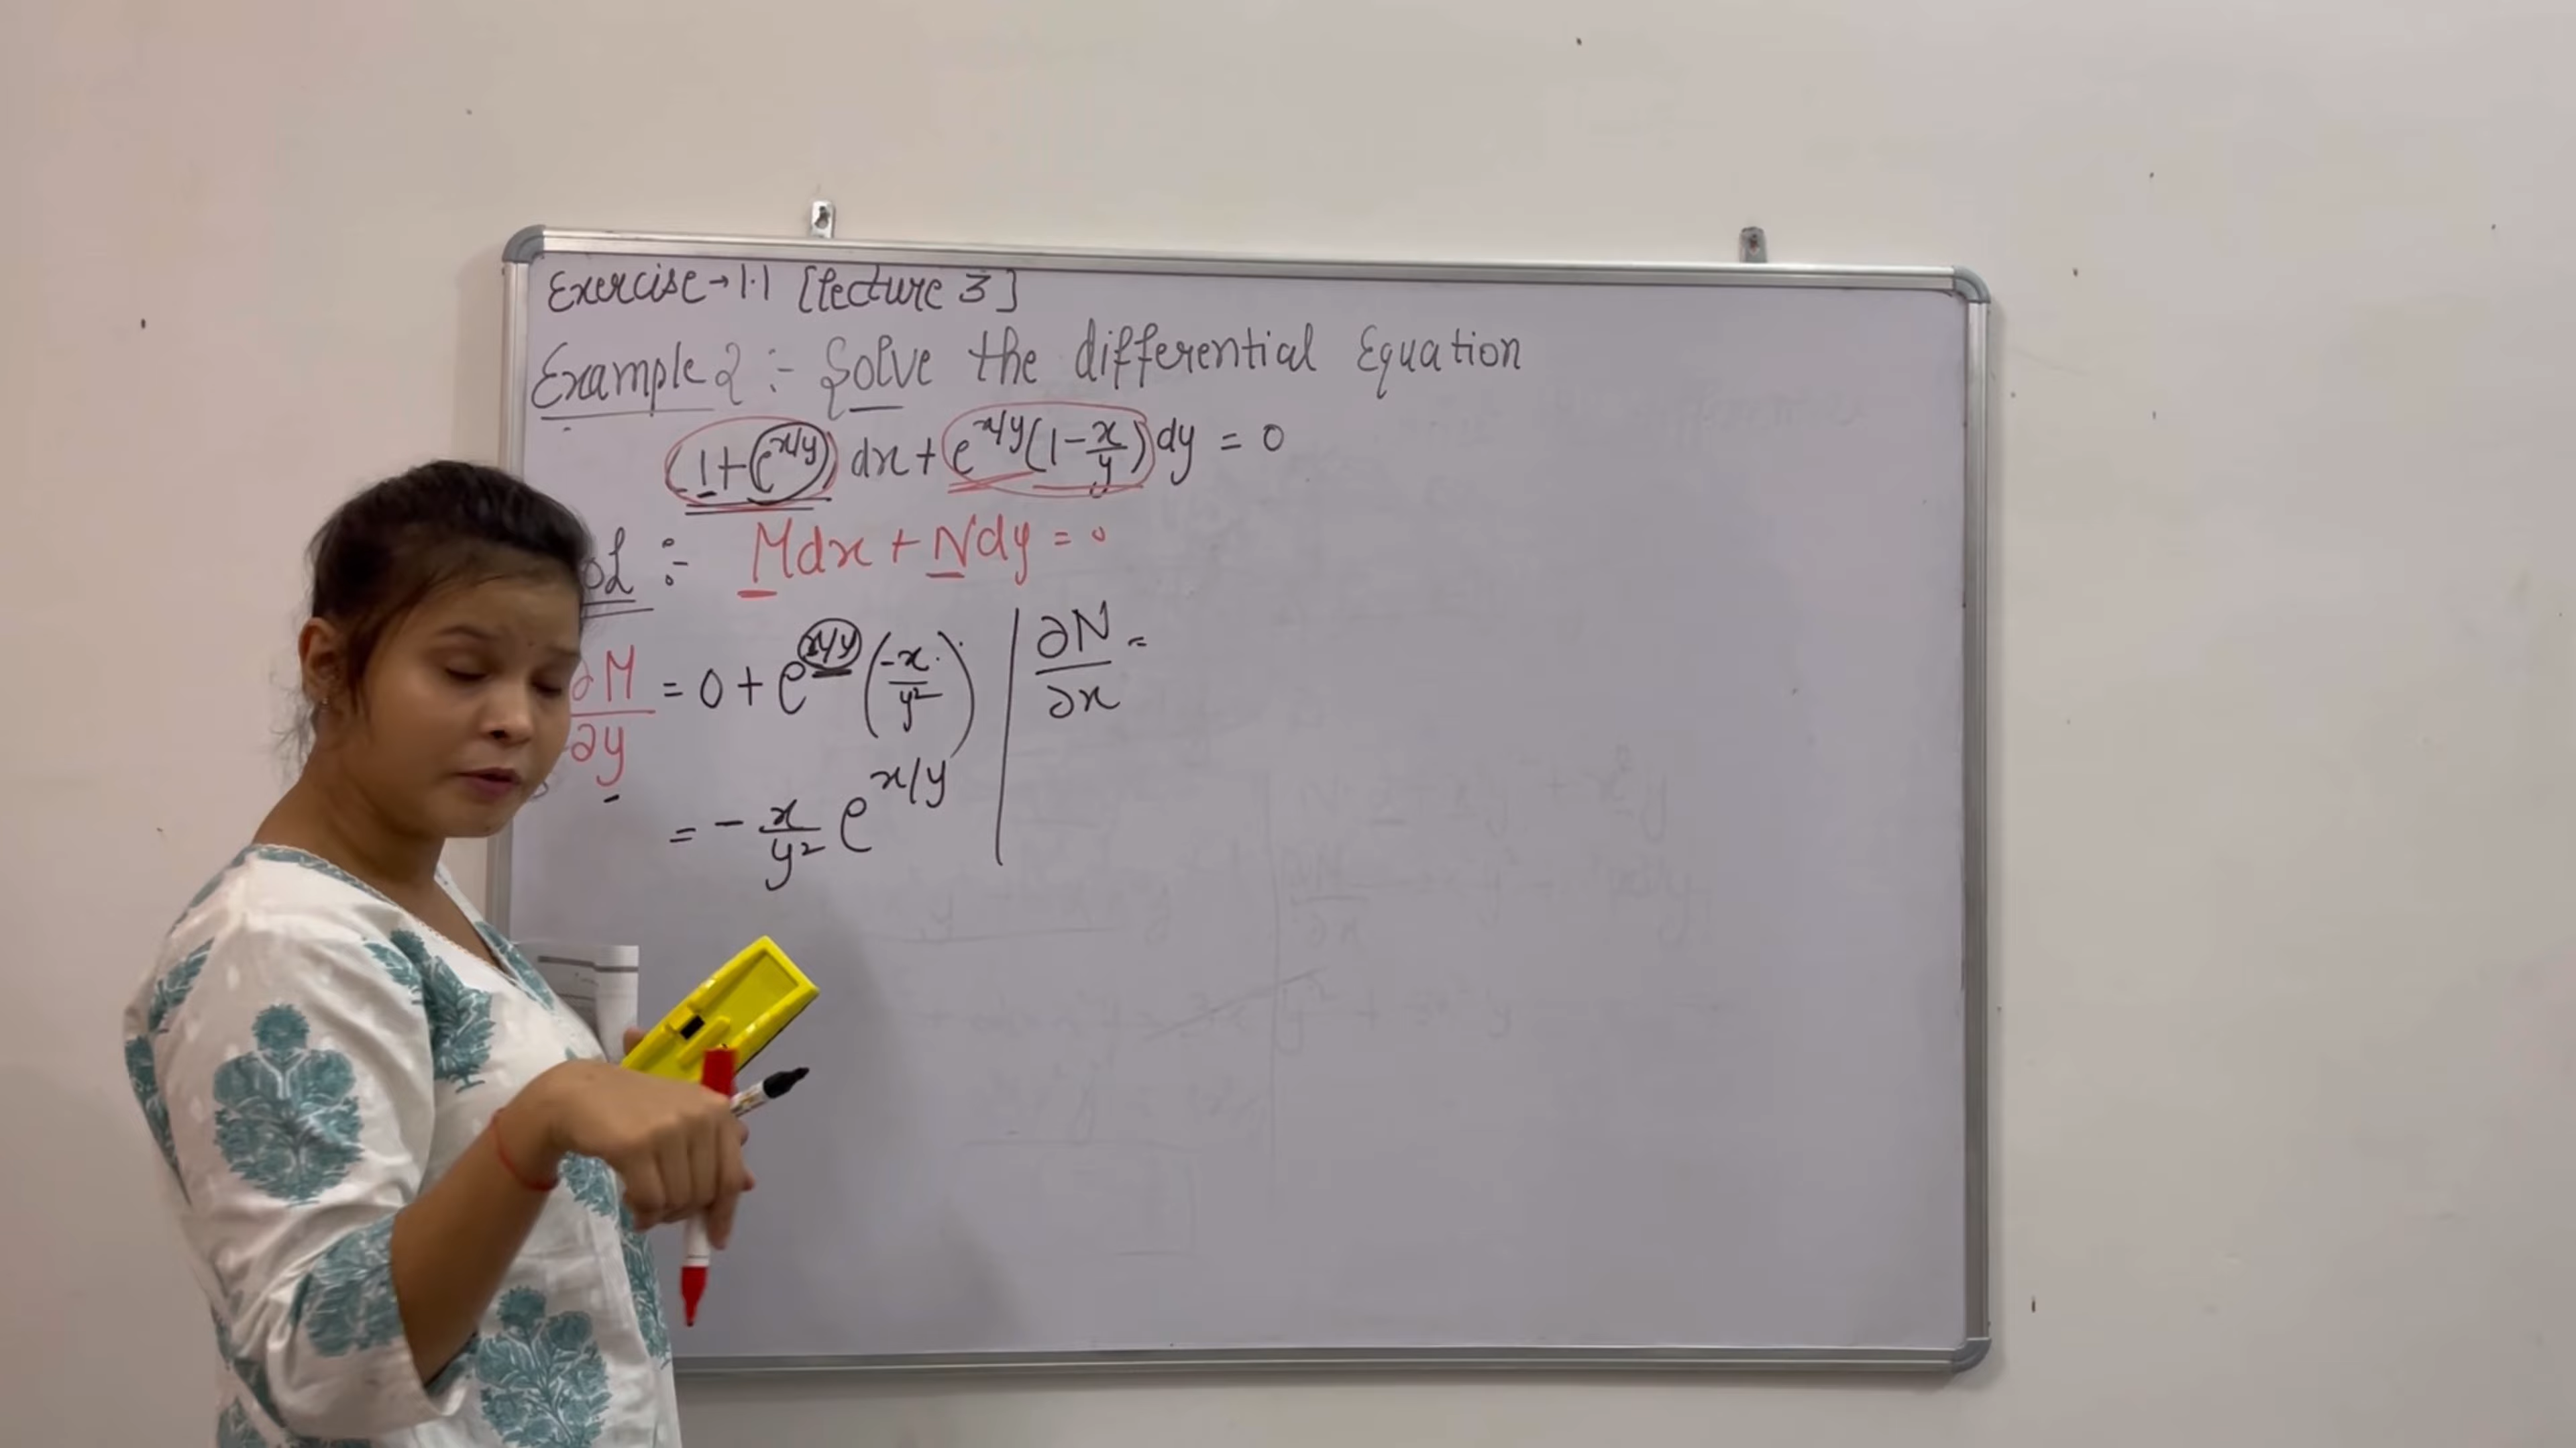 Exercise→1.1 [lecture 3]
Example 2 :- Solve the differential Equation
(1+e^x/y) dx + e^x/y(1-x/y)dy = 0
ol :- Mdx + Ndy = 0
∂M/∂y = 0 + e^x/y (-x/y²) | ∂N/∂x =
= - x/y² e^x/y